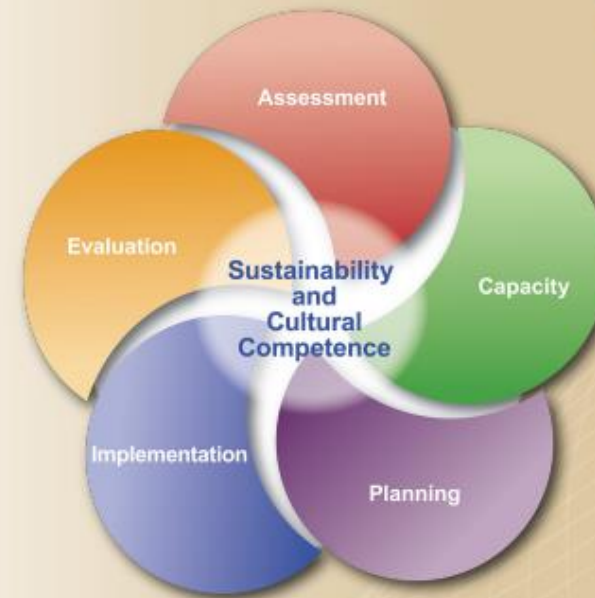 Assessment
Capacity
Planning
Implementation
Evaluation
Sustainability
and
Cultural
Competence